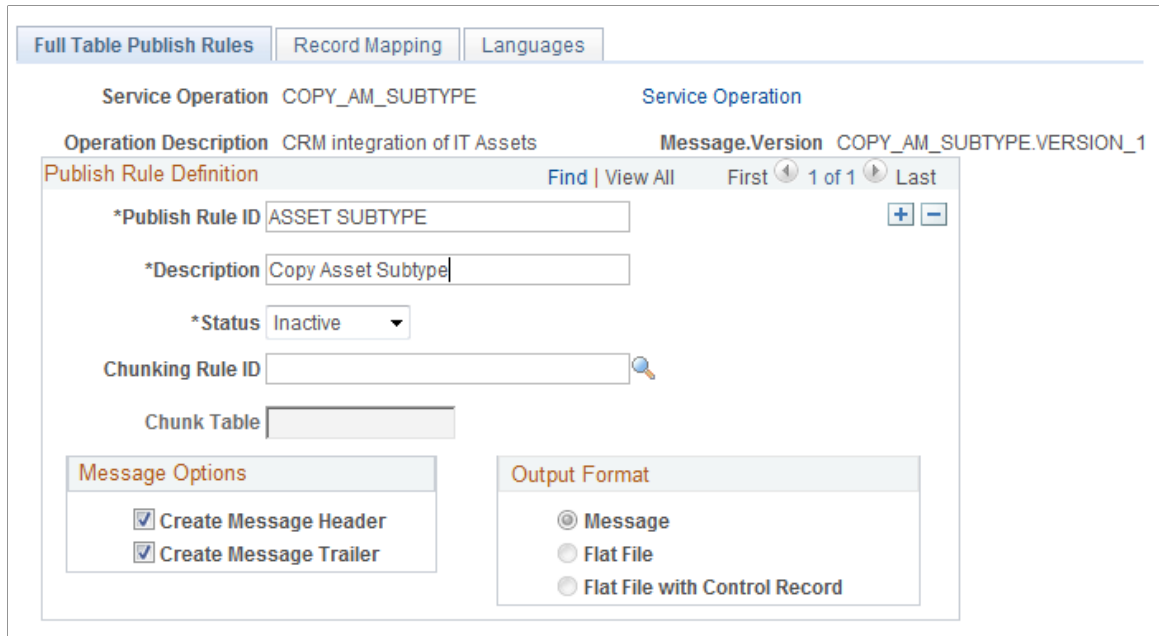 Full Table Publish Rules Record Mapping Languages
Service Operation COPY_AM_SUBTYPE Service Operation
Operation Description CRM integration of IT Assets Message.Version COPY_AM_SUBTYPE.VERSION_1
Publish Rule Definition Find | View All First 1 of 1 Last
*Publish Rule ID ASSET SUBTYPE
*Description Copy Asset Subtype
*Status Inactive
Chunking Rule ID
Chunk Table
Message Options Output Format
Create Message Header Message
Create Message Trailer Flat File
Flat File with Control Record